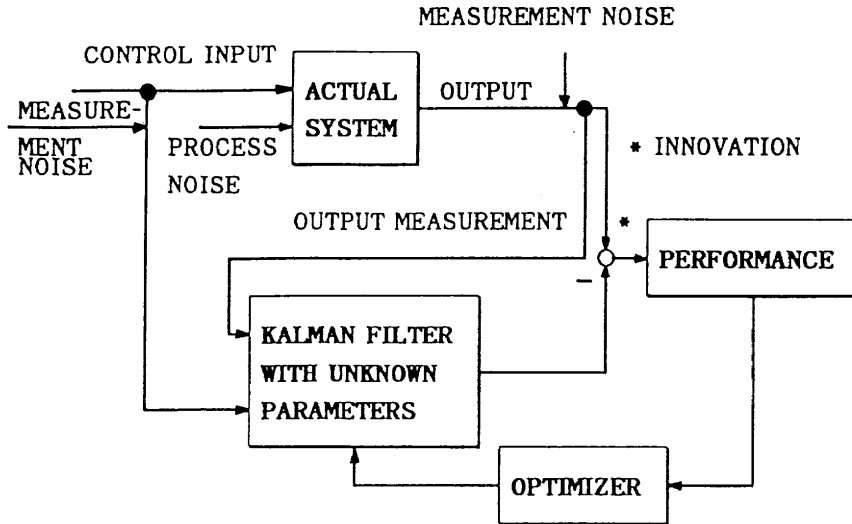 MEASUREMENT NOISE
CONTROL INPUT
ACTUAL
SYSTEM
OUTPUT
MEASURE-
MENT
NOISE
PROCESS
NOISE
* INNOVATION
OUTPUT MEASUREMENT
*
−
PERFORMANCE
KALMAN FILTER
WITH UNKNOWN
PARAMETERS
OPTIMIZER